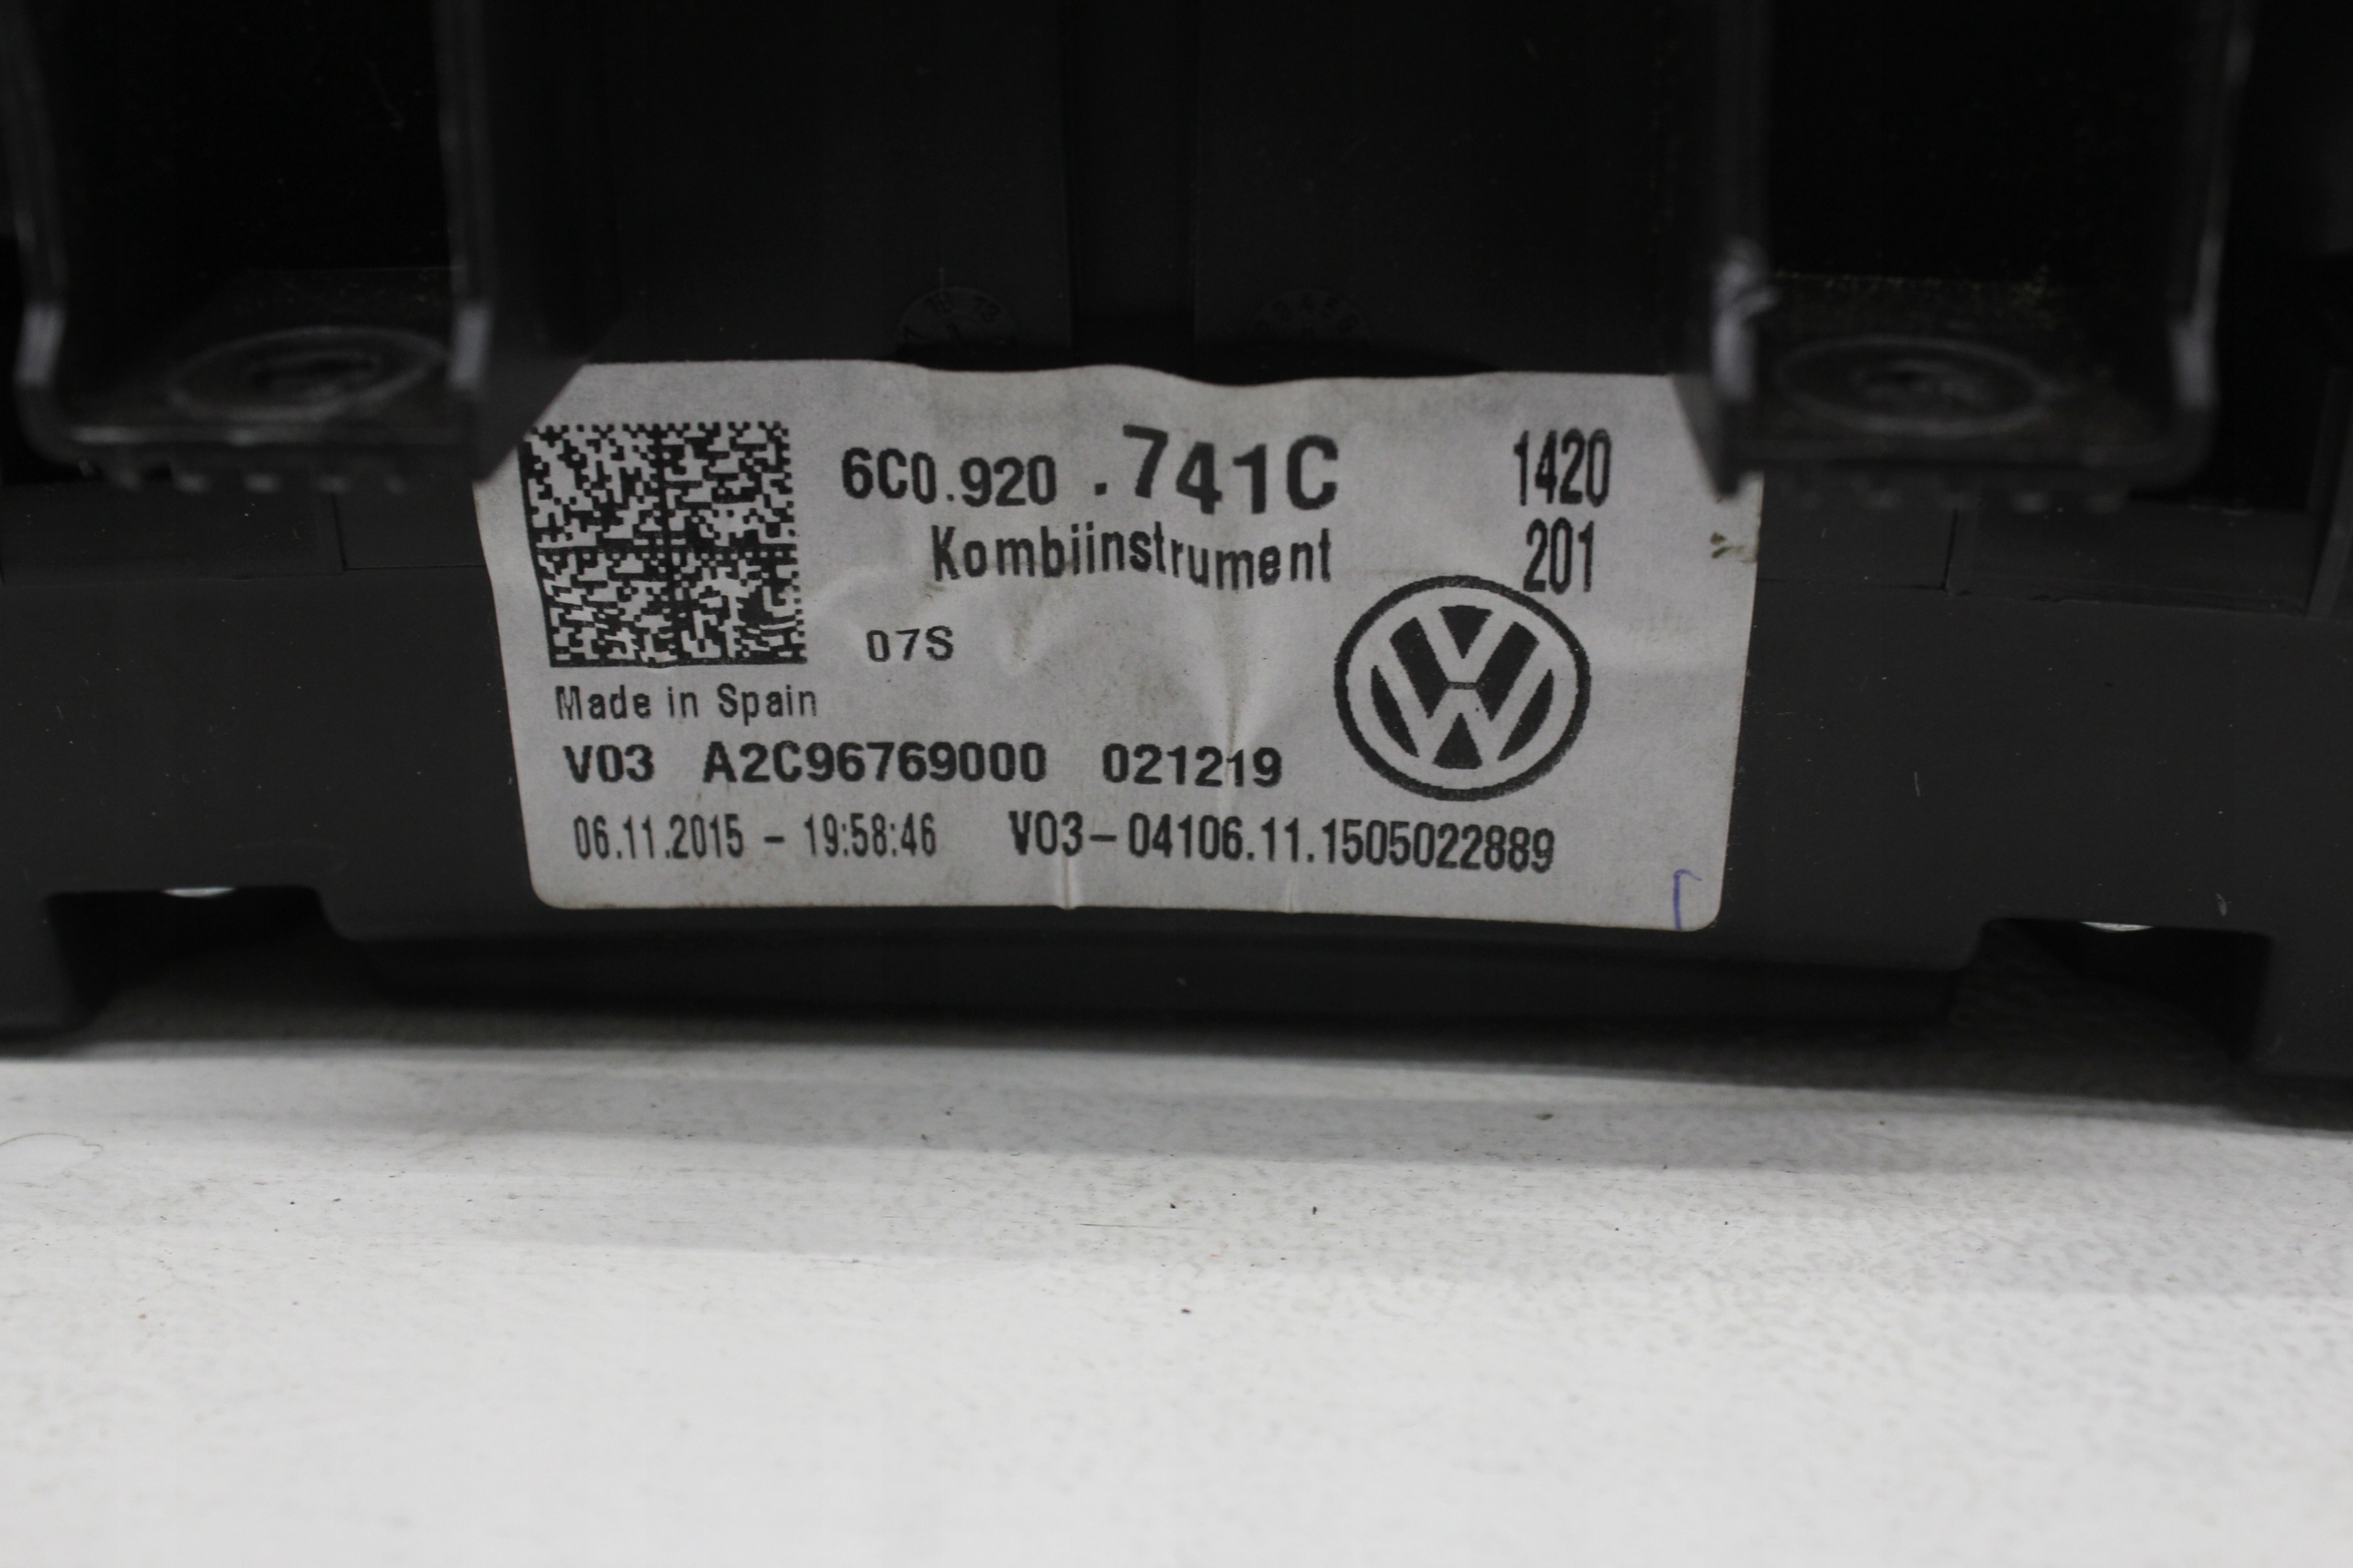 6C0.920 .741C 1420
Kombiinstrument 201
07S
Made in Spain
V03 A2C96769000 021219
06.11.2015 - 19:58:46 V03-04106.11.1505022889